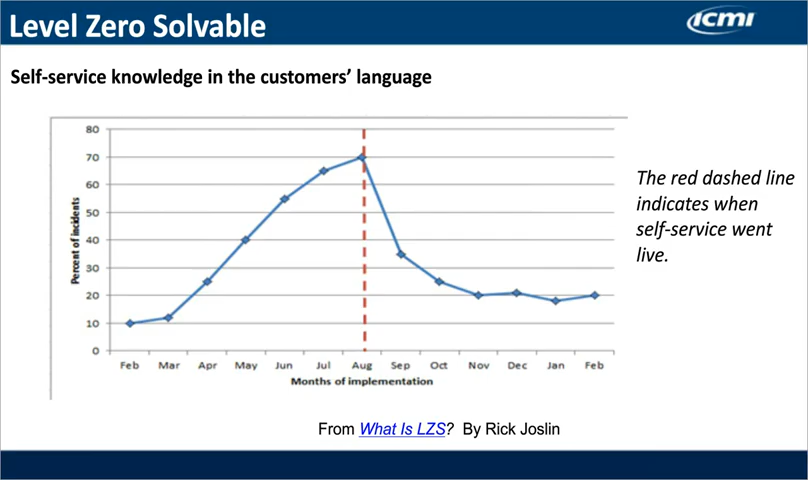 Level Zero Solvable
ICMI
Self-service knowledge in the customers' language
80
70
60
50
40
30
20
10
0
Percent of incidents
Feb Mar Apr May Jun Jul Aug Sep Oct Nov Dec Jan Feb
Months of implementation
The red dashed line
indicates when
self-service went
live.
From What Is LZS? By Rick Joslin